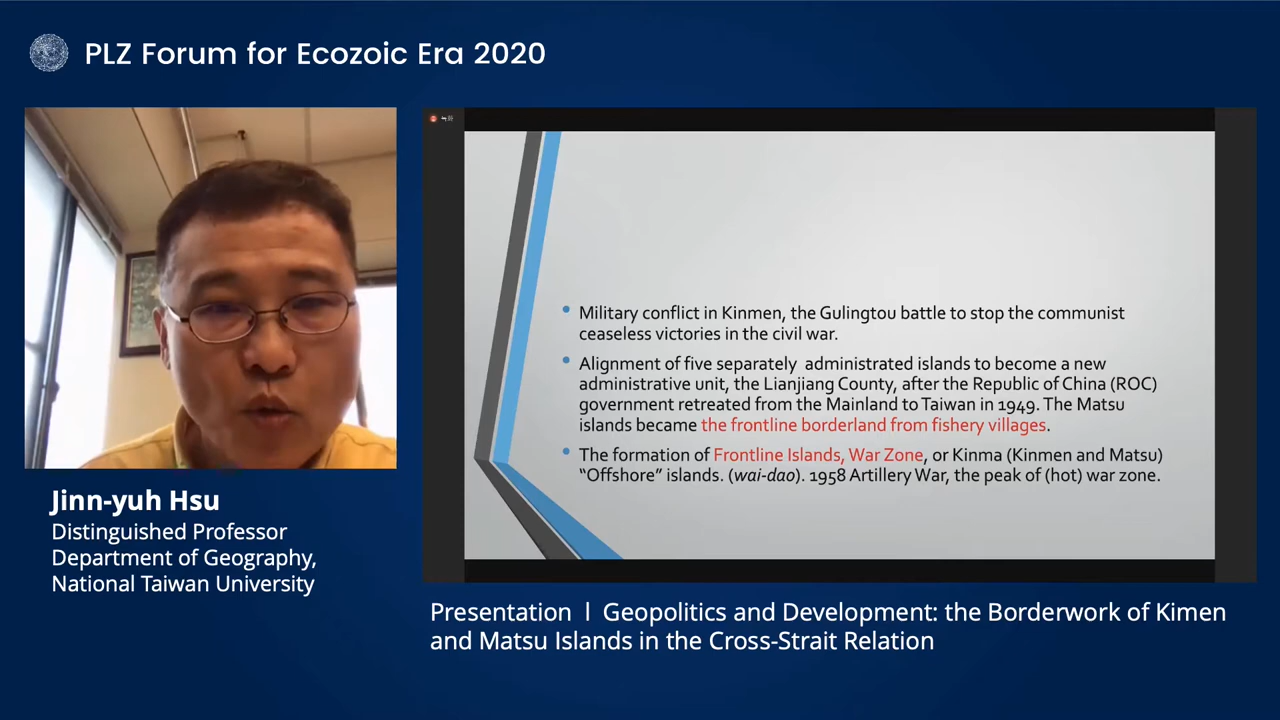 PLZ Forum for Ecozoic Era 2020
Military conflict in Kinmen, the Gulingtou battle to stop the communist
ceaseless victories in the civil war.
Alignment of five separately administrated islands to become a new
administrative unit, the Lianjiang County, after the Republic of China (ROC)
government retreated from the Mainland to Taiwan in 1949. The Matsu
islands became the frontline borderland from fishery villages.
The formation of Frontline Islands, War Zone, or Kinma (Kinmen and Matsu)
“Offshore” islands. (wai-dao). 1958 Artillery War, the peak of (hot) war zone.
Jinn-yuh Hsu
Distinguished Professor
Department of Geography,
National Taiwan University
Presentation | Geopolitics and Development: the Borderwork of Kimen
and Matsu Islands in the Cross-Strait Relation